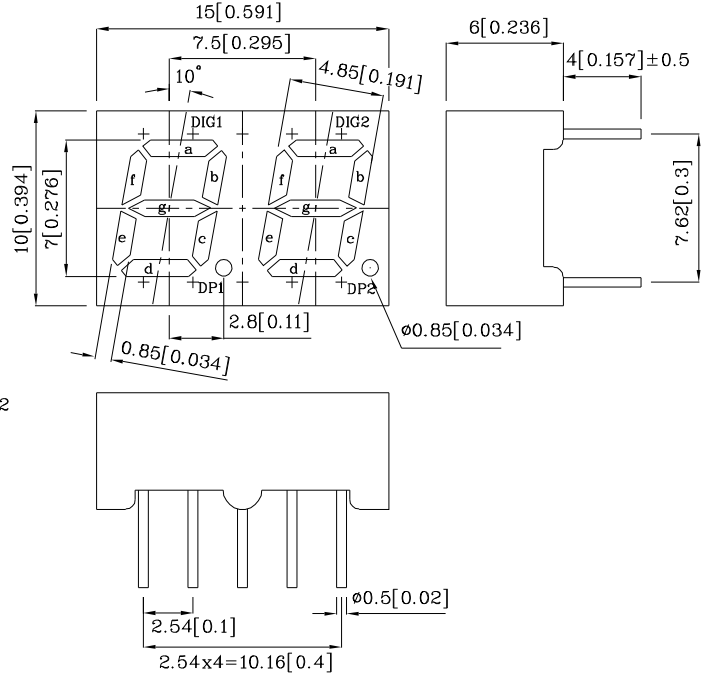 15[0.591]
6[0.236]
7.5[0.295]
4[0.157]±0.5
10°
4.85[0.191]
DIG1
DIG2
a
a
f
b
f
b
10[0.394]
7[0.276]
7.62[0.3]
g
g
e
c
e
c
d
d
DP1
DP2
2.8[0.11]
ø0.85[0.034]
0.85[0.034]
2
ø0.5[0.02]
2.54[0.1]
2.54x4=10.16[0.4]